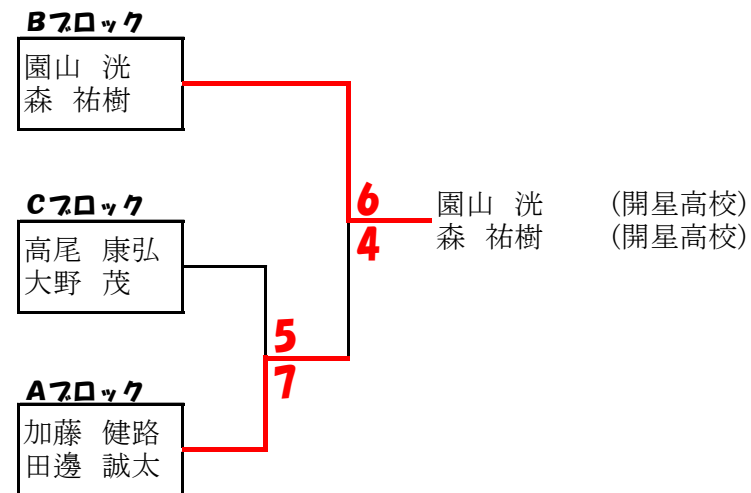 Bブロック
園山 洸
森 祐樹
Cブロック
高尾 康弘
大野 茂
Aブロック
加藤 健路
田邊 誠太
5
7
6
4
園山 洸 (開星高校)
森 祐樹 (開星高校)